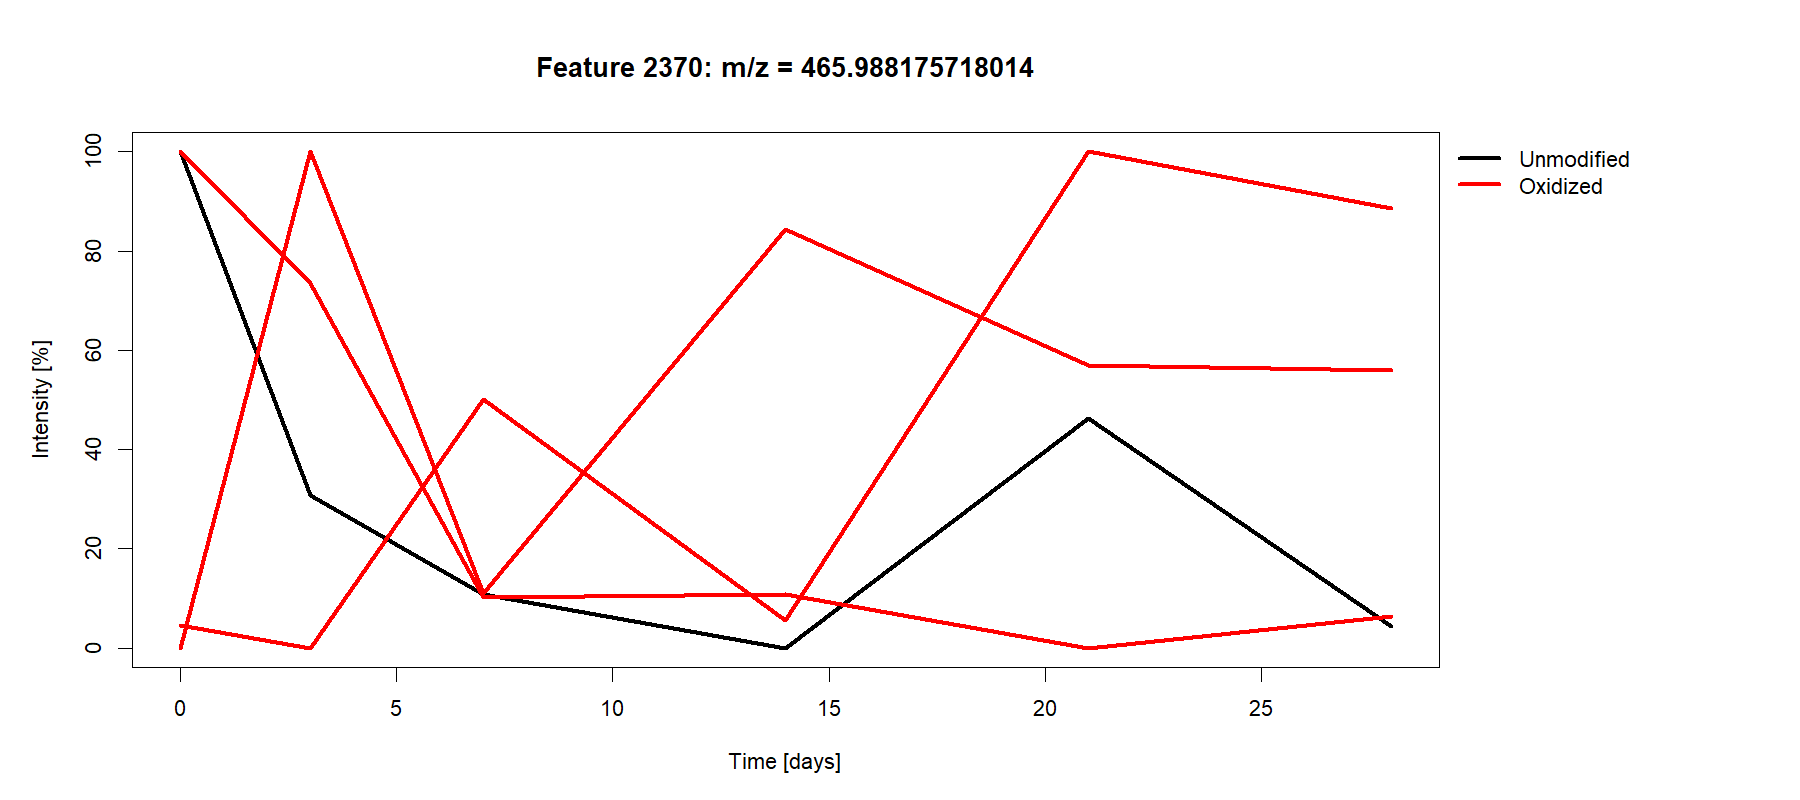 Feature 2370: m/z = 465.988175718014
Unmodified
Oxidized
Intensity [%]
100
80
60
40
20
0
0 5 10 15 20 25
Time [days]